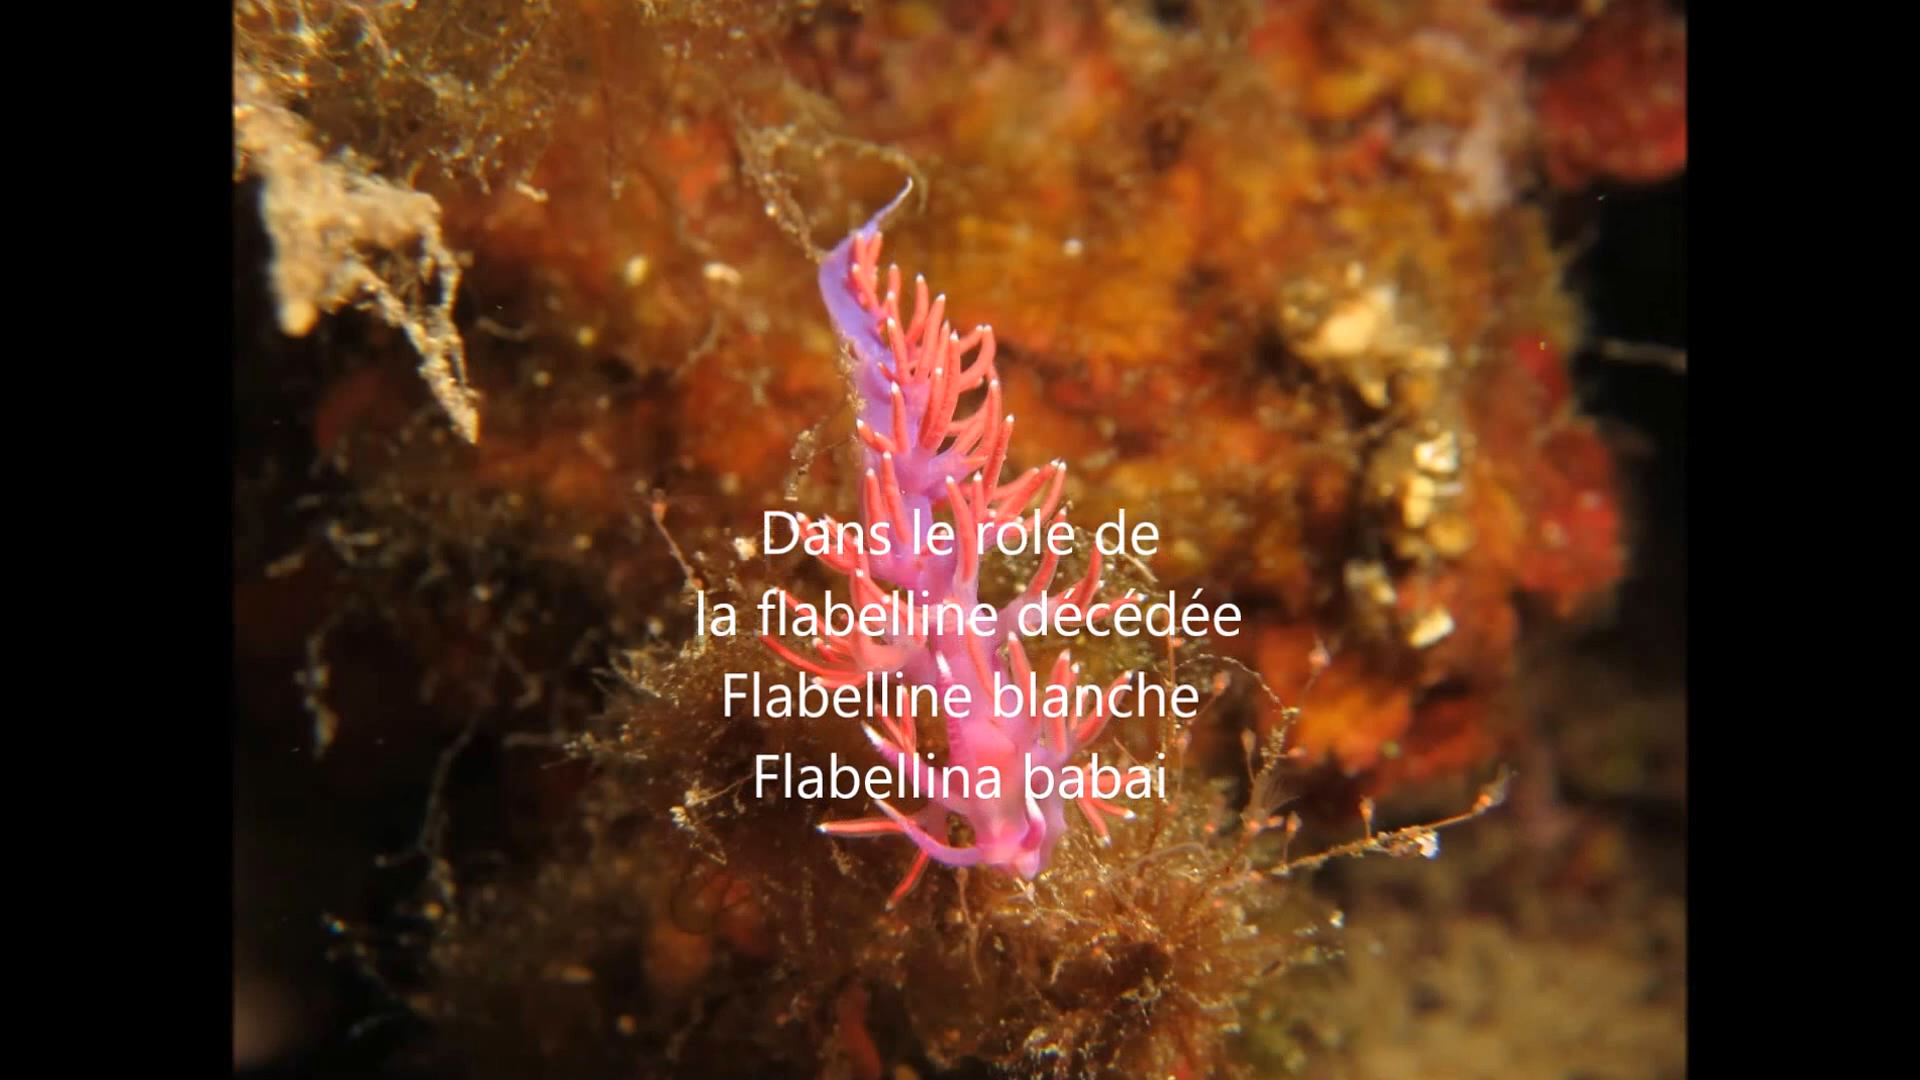 Dans le role de
la flabelline décédée
Flabelline blanche
Flabellina babai